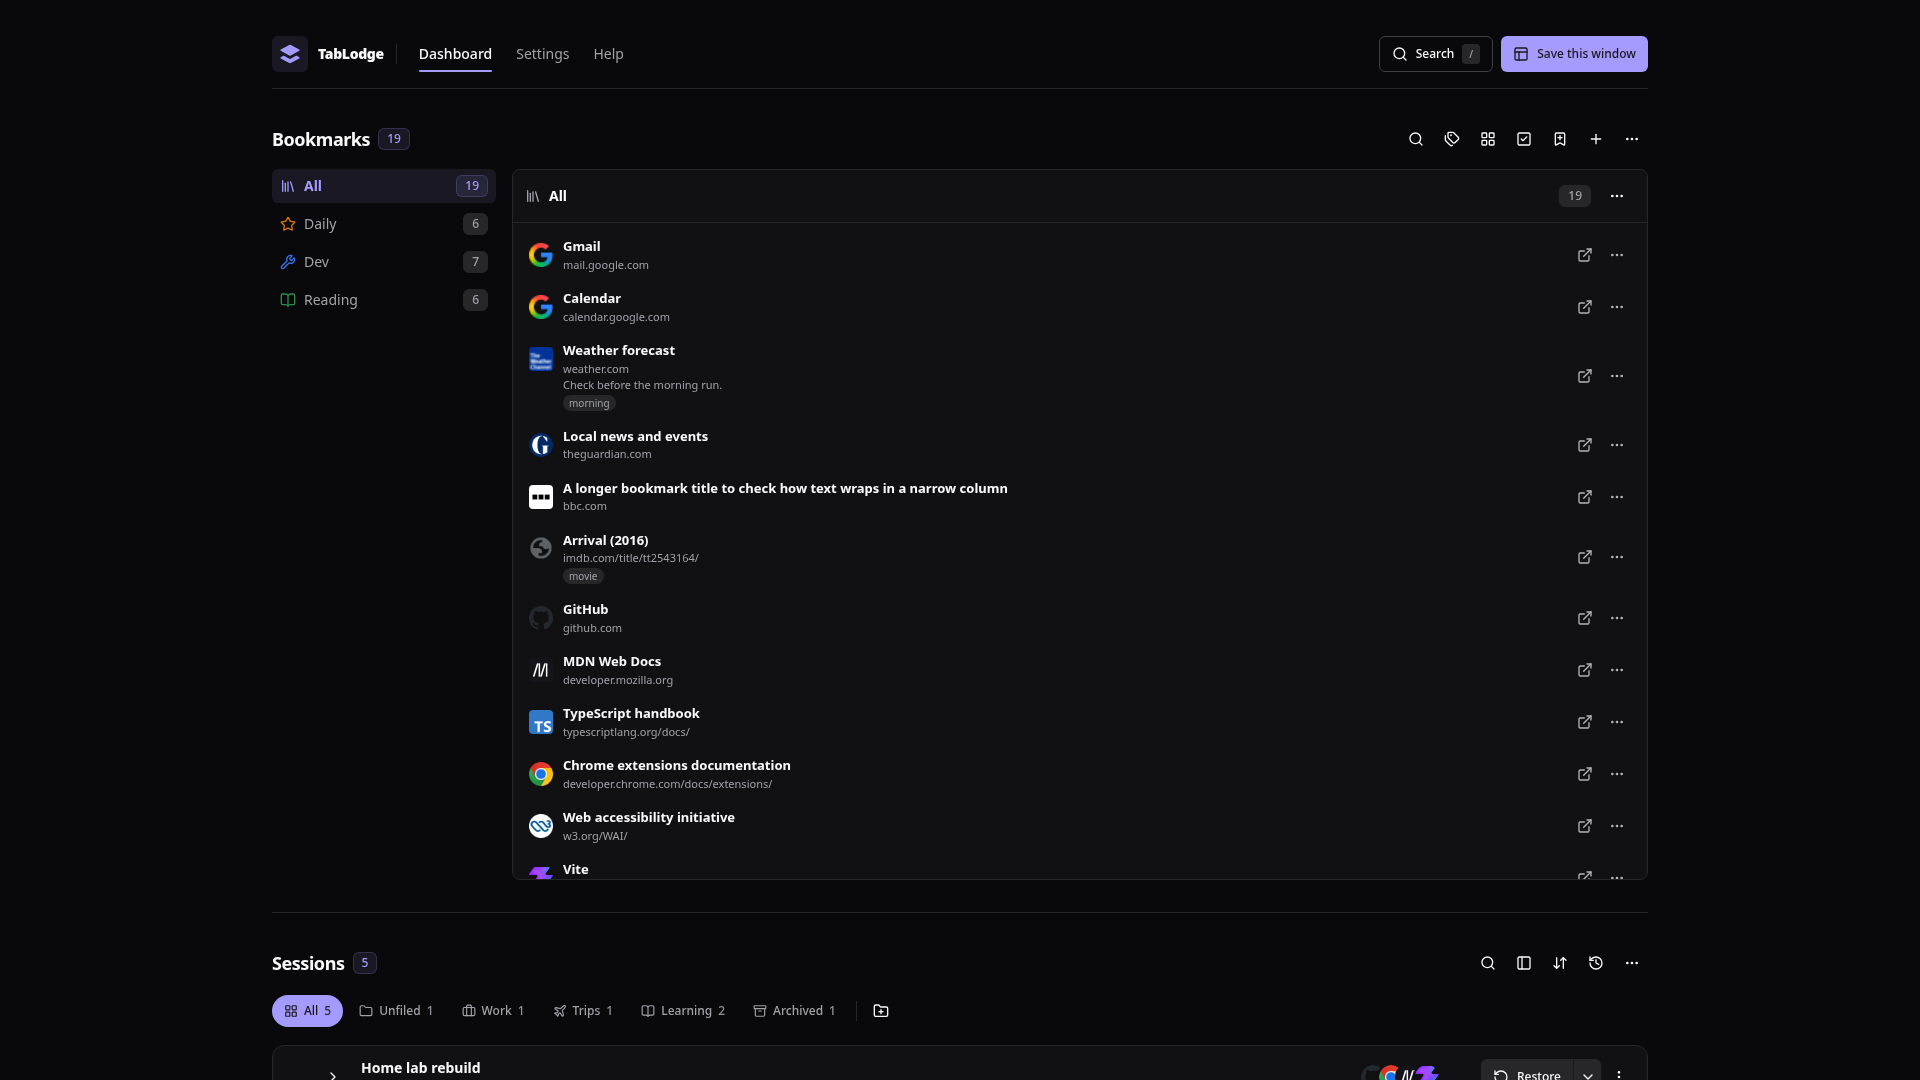 TabLodge
Dashboard
Settings
Help
Search /
Save this window
Bookmarks 19
All 19
Daily 6
Dev 7
Reading 6
All 19
Gmail
mail.google.com
Calendar
calendar.google.com
The Weather Channel
Weather forecast
weather.com
Check before the morning run.
morning
G
Local news and events
theguardian.com
A longer bookmark title to check how text wraps in a narrow column
bbc.com
Arrival (2016)
imdb.com/title/tt2543164/
movie
GitHub
github.com
MDN Web Docs
developer.mozilla.org
TS
TypeScript handbook
typescriptlang.org/docs/
Chrome extensions documentation
developer.chrome.com/docs/extensions/
Web accessibility initiative
w3.org/WAI/
Vite
Sessions 5
All 5
Unfiled 1
Work 1
Trips 1
Learning 2
Archived 1
Home lab rebuild
Restore